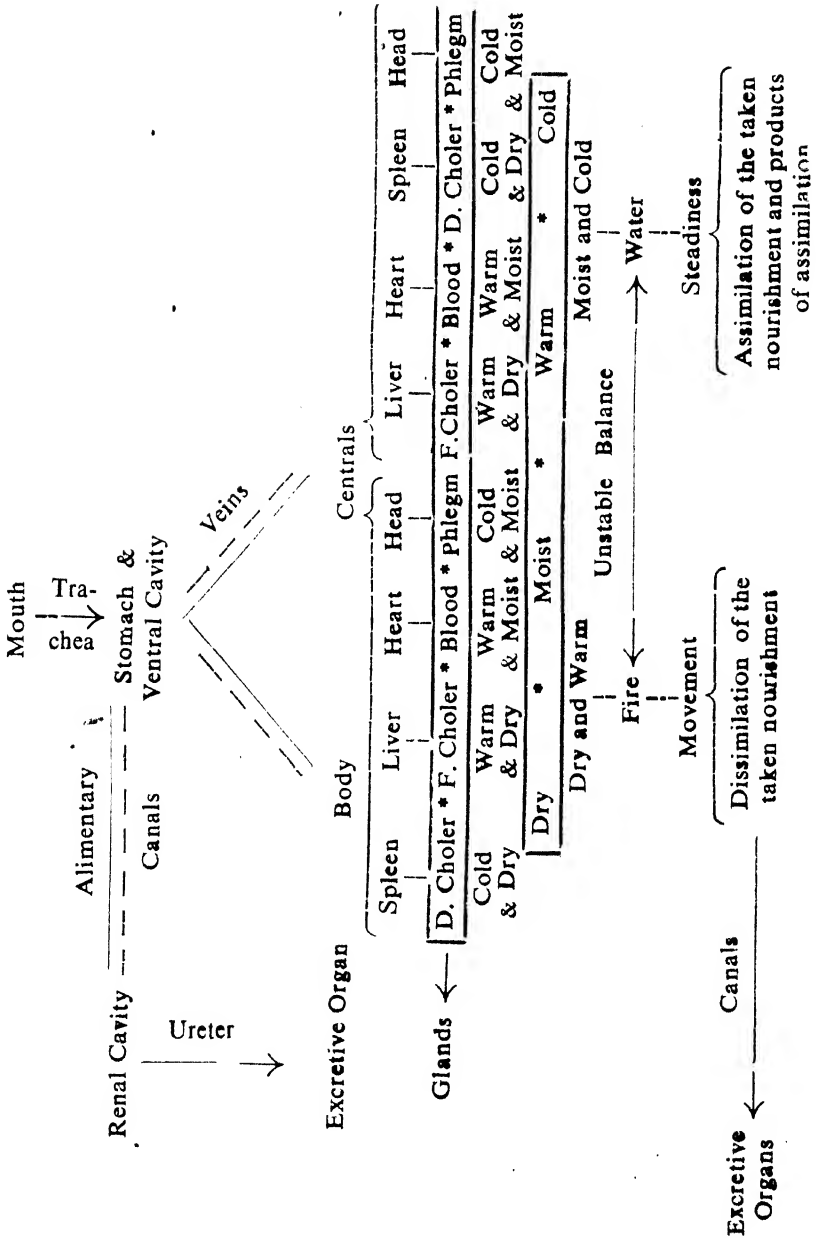 Mouth
Tra-
chea
Alimentary
Renal Cavity
Stomach &
Ventral Cavity
Canals
Ureter
Veins
Excretive Organ
Body
Centrals
Spleen Liver Heart Head Liver Heart Spleen Head
Glands
D. Choler * F. Choler * Blood * Phlegm F. Choler * Blood * D. Choler * Phlegm
Cold Warm Warm Cold Warm Warm Cold Cold
& Dry & Dry & Moist & Moist & Dry & Moist & Dry & Moist
Dry * Moist * Warm * Cold
Dry and Warm Moist and Cold
Unstable Balance
Fire Water
Movement Steadiness
Dissimilation of the
taken nourishment
Assimilation of the taken
nourishment and products
of assimilation
Canals
Excretive
Organs